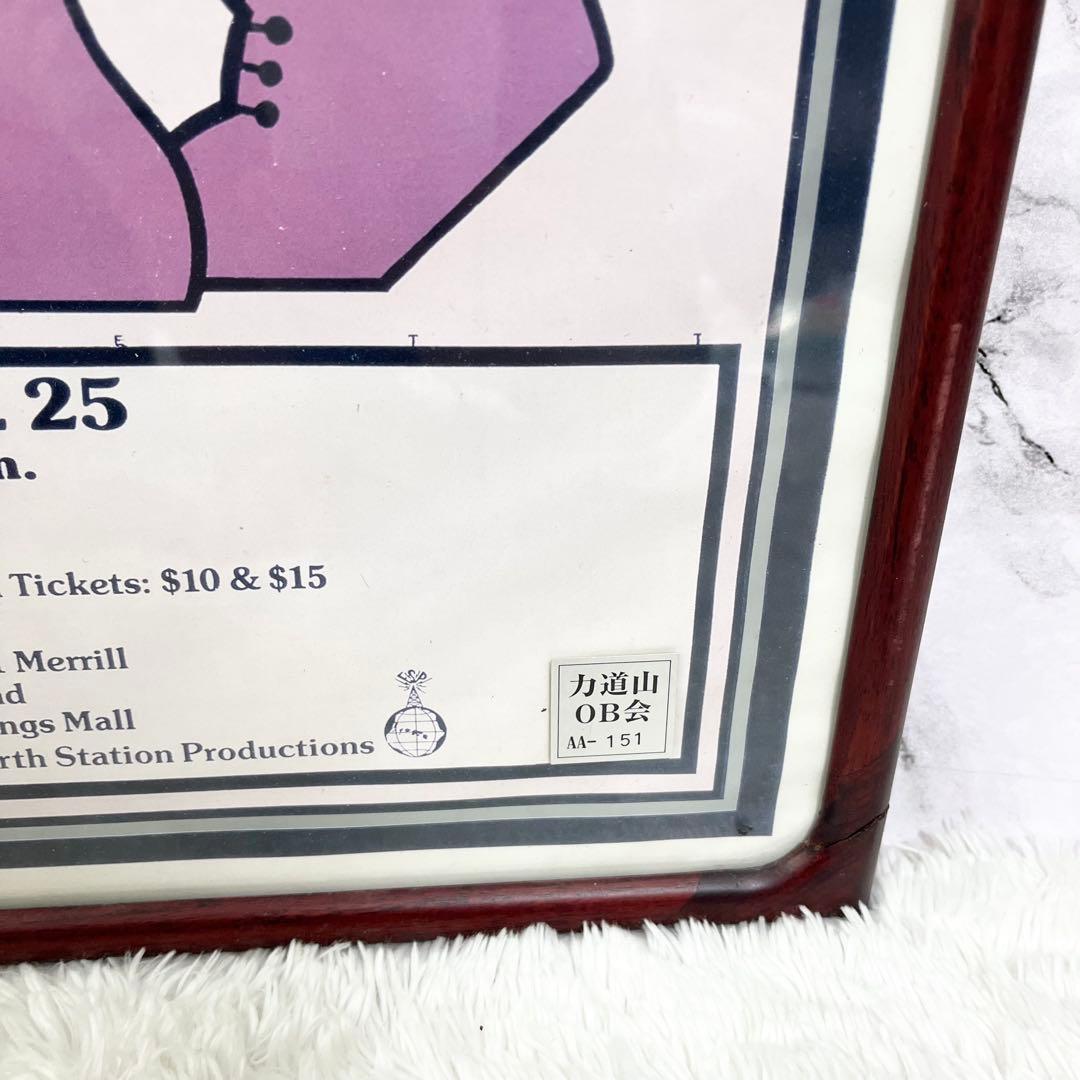 E T T
. 25
n.
Tickets: $10 & $15
Merrill
nd
ngs Mall
rth Station Productions
ESP
力道山
OB会
AA- 151